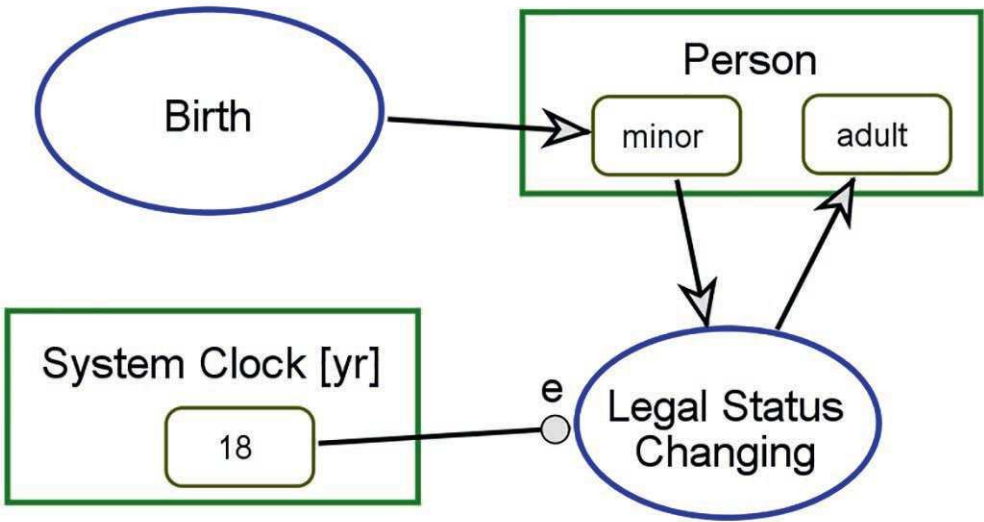 Birth
Person
minor
adult
System Clock [yr]
18
e
Legal Status
Changing